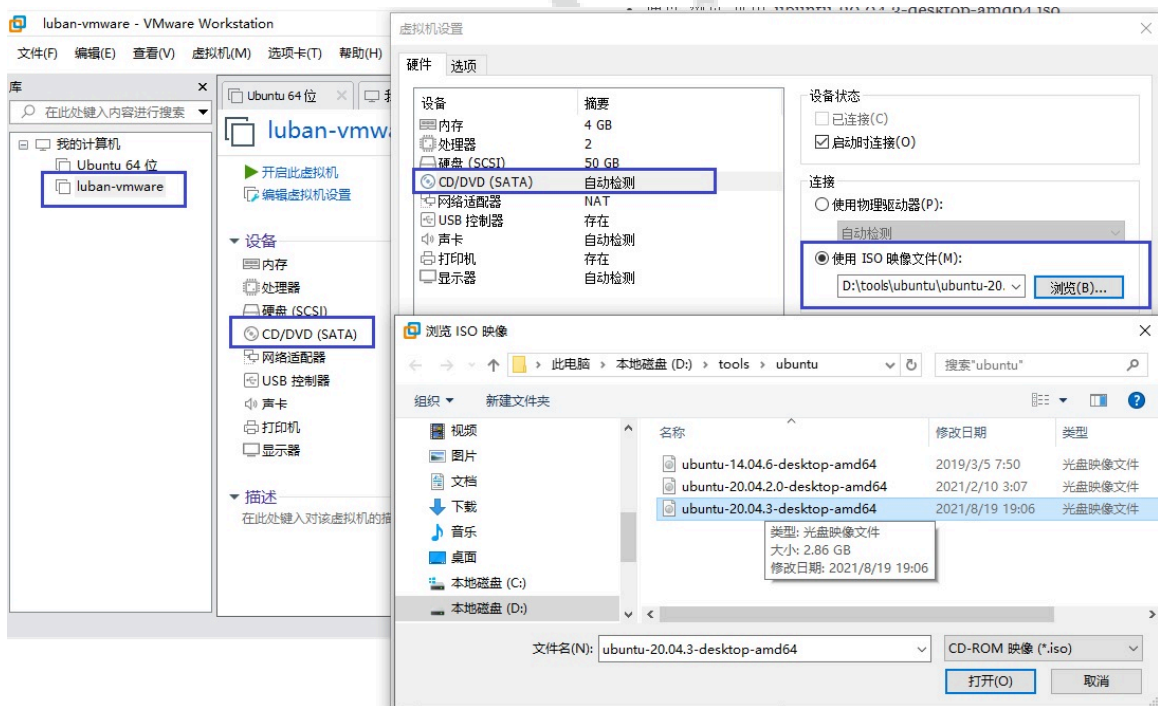 通过 浏览 选中 ubuntu-20.04.3-desktop-amd64.iso
luban-vmware - VMware Workstation
文件(F) 编辑(E) 查看(V) 虚拟机(M) 选项卡(T) 帮助(H)
库
在此处键入内容进行搜索
我的计算机
Ubuntu 64 位
luban-vmware
Ubuntu 64 位
luban-vmwa
开启此虚拟机
编辑虚拟机设置
设备
内存
处理器
硬盘 (SCSI)
CD/DVD (SATA)
网络适配器
USB 控制器
声卡
打印机
显示器
描述
在此处键入对该虚拟机的描
虚拟机设置
硬件 选项
设备 摘要
内存 4 GB
处理器 2
硬盘 (SCSI) 50 GB
CD/DVD (SATA) 自动检测
网络适配器 NAT
USB 控制器 存在
声卡 自动检测
打印机 存在
显示器 自动检测
设备状态
已连接(C)
启动时连接(O)
连接
使用物理驱动器(P):
自动检测
使用 ISO 映像文件(M):
D:\tools\ubuntu\ubuntu-20. 浏览(B)...
浏览 ISO 映像
此电脑 > 本地磁盘 (D:) > tools > ubuntu
搜索"ubuntu"
组织 新建文件夹
视频
图片
文档
下载
音乐
桌面
本地磁盘 (C:)
本地磁盘 (D:)
名称 修改日期 类型
ubuntu-14.04.6-desktop-amd64 2019/3/5 7:50 光盘映像文件
ubuntu-20.04.2.0-desktop-amd64 2021/2/10 3:07 光盘映像文件
ubuntu-20.04.3-desktop-amd64 2021/8/19 19:06 光盘映像文件
类型: 光盘映像文件
大小: 2.86 GB
修改日期: 2021/8/19 19:06
文件名(N): ubuntu-20.04.3-desktop-amd64 CD-ROM 映像 (*.iso)
打开(O) 取消